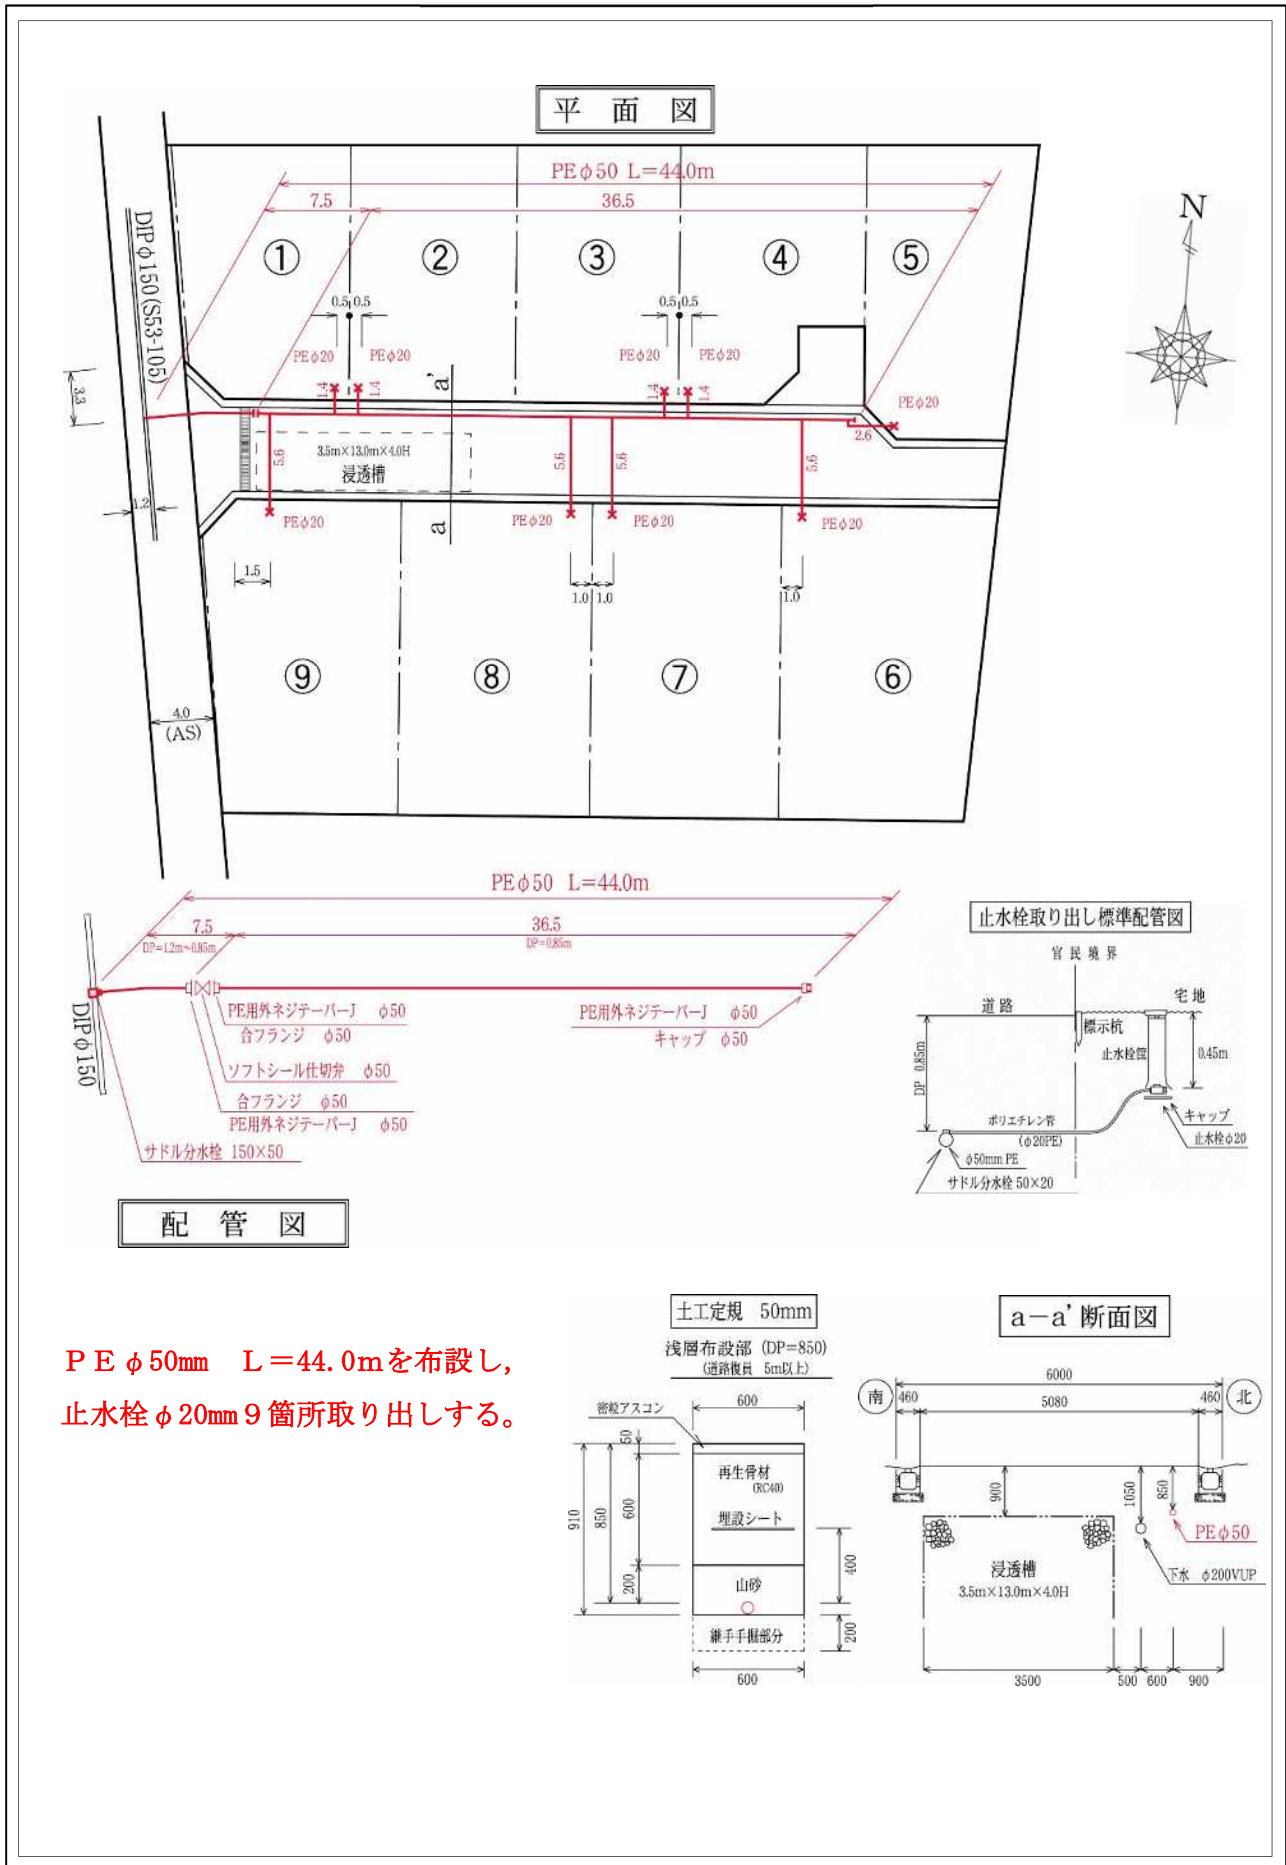 平 面 図
PEφ50 L=44.0m
7.5
36.5
DIPφ150(S53-105)
①
②
③
④
⑤
N
0.5 0.5
0.5 0.5
PEφ20
PEφ20
PEφ20
PEφ20
1.4
1.4
1.4
1.4
a'
3.3
PEφ20
2.6
5.6
3.5m×13.0m×4.0H
浸透槽
5.6
5.6
5.6
1.2
PEφ20
a
PEφ20
PEφ20
PEφ20
1.5
1.0
1.0
1.0
⑨
⑧
⑦
⑥
4.0
(AS)
PEφ50 L=44.0m
7.5
36.5
DP=1.2m~0.85m
DP=0.85m
DIPφ150
PE用外ネジテーパーJ φ50
合フランジ φ50
ソフトシール仕切弁 φ50
合フランジ φ50
PE用外ネジテーパーJ φ50
サドル分水栓 150×50
PE用外ネジテーパーJ φ50
キャップ φ50
配 管 図
止水栓取り出し標準配管図
官民境界
道路
宅地
標示杭
止水栓筐
0.45m
DP 0.85m
ポリエチレン管
(φ20PE)
キャップ
止水栓φ20
φ50mm PE
サドル分水栓 50×20
PEφ50mm L=44.0mを布設し,
止水栓φ20mm9箇所取り出しする。
土工定規 50mm
浅層布設部 (DP=850)
(道路復員 5m以上)
600
密粒アスコン
50
再生骨材
(RC40)
埋設シート
910
850
600
400
200
山砂
継手手掘部分
200
600
a-a' 断面図
6000
南
460
5080
460
北
900
1050
850
PEφ50
浸透槽
3.5m×13.0m×4.0H
下水 φ200VUP
3500
500
600
900